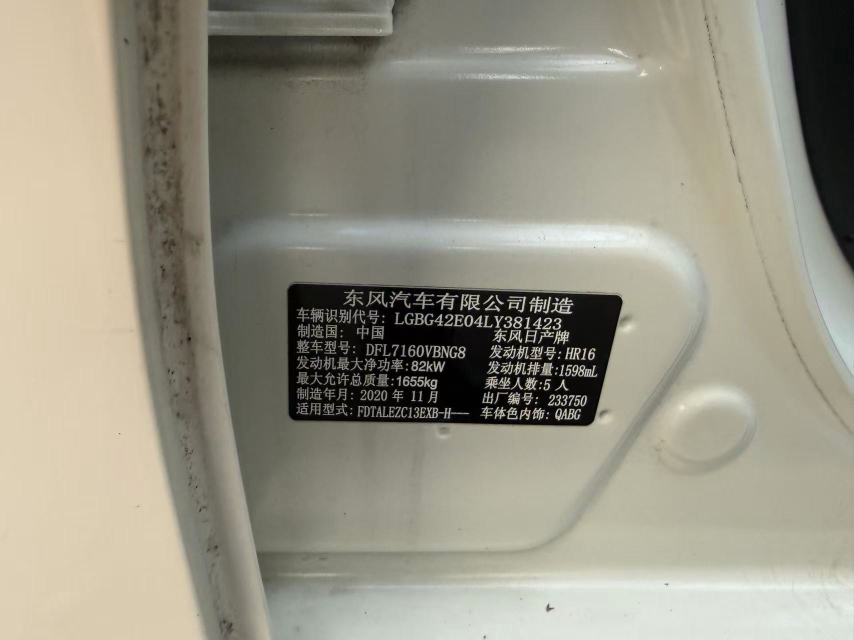 东风汽车有限公司制造
车辆识别代号: LGBG42E04LY381423
制造国: 中国 东风日产牌
整车型号: DFL7160VBNG8 发动机型号: HR16
发动机最大净功率: 82kW 发动机排量: 1598mL
最大允许总质量: 1655kg 乘坐人数: 5 人
制造年月: 2020 年 11 月 出厂编号: 233750
适用型式: FDTALEZC13EXB-H--- 车体色内饰: QABG